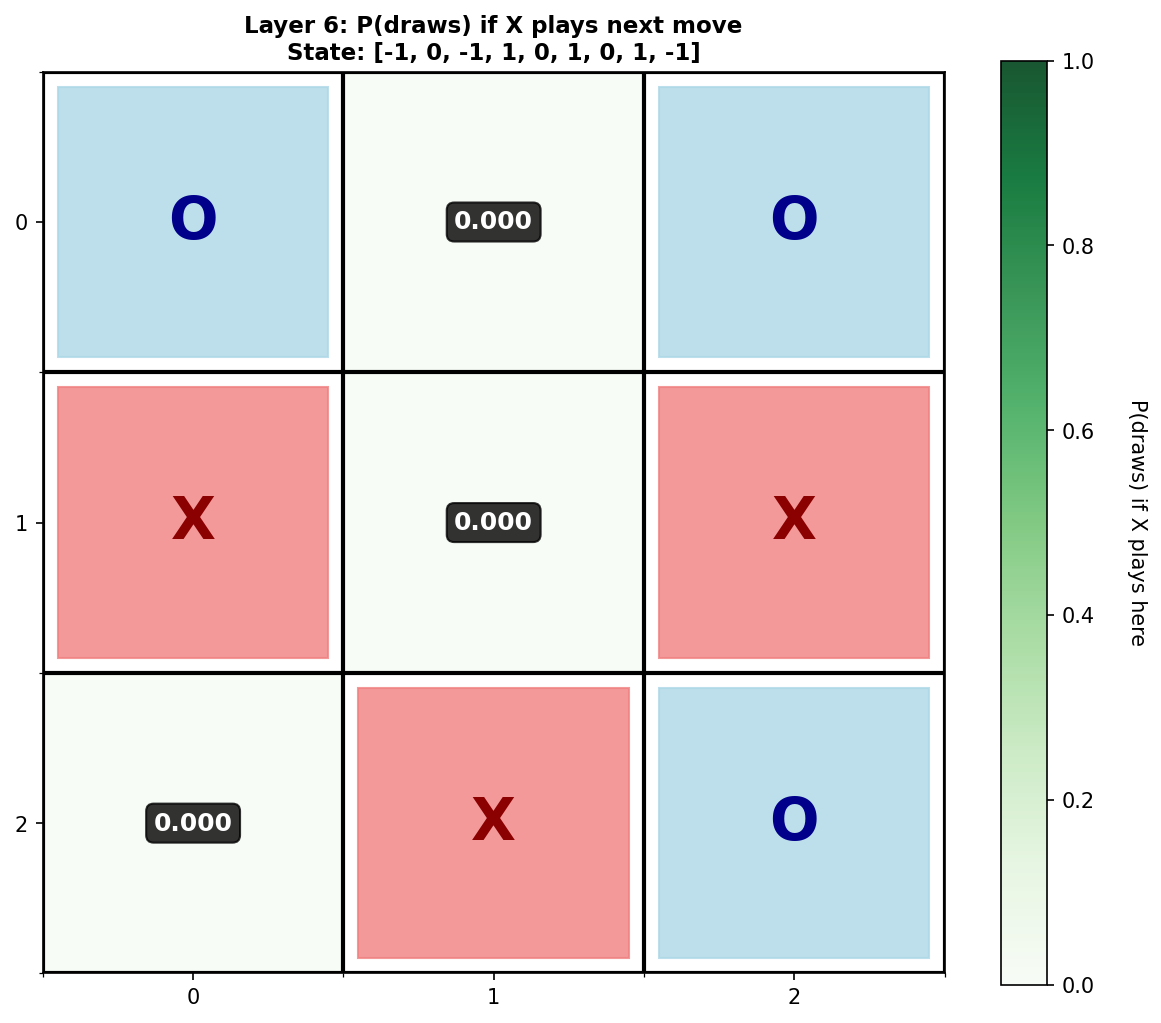 Layer 6: P(draws) if X plays next move
State: [-1, 0, -1, 1, 0, 1, 0, 1, -1]
0
O
0.000
O
1
X
0.000
X
2
0.000
X
O
0
1
2
1.0
0.8
0.6
0.4
0.2
0.0
P(draws) if X plays here